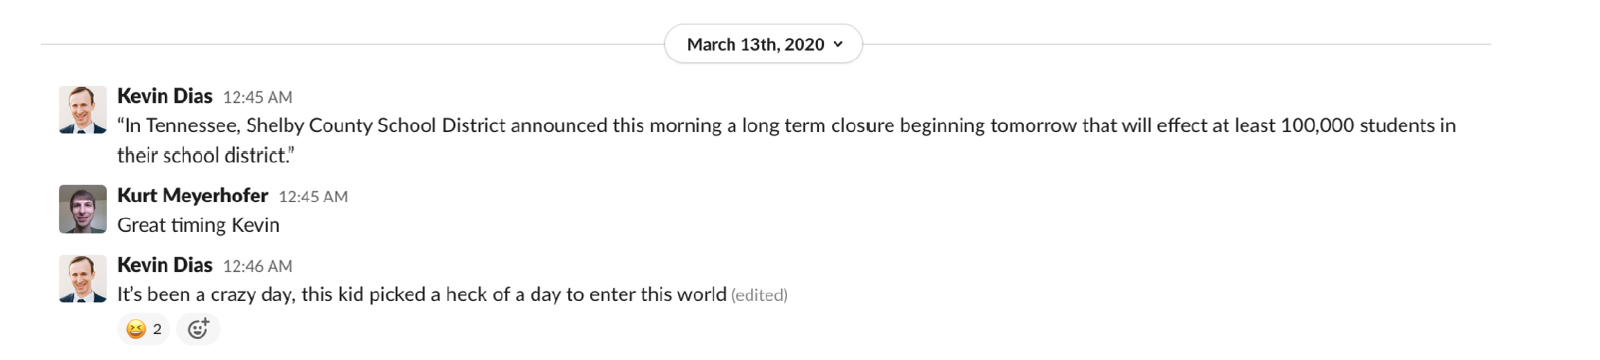 March 13th, 2020
Kevin Dias 12:45 AM
“In Tennessee, Shelby County School District announced this morning a long term closure beginning tomorrow that will effect at least 100,000 students in
their school district.”
Kurt Meyerhofer 12:45 AM
Great timing Kevin
Kevin Dias 12:46 AM
It’s been a crazy day, this kid picked a heck of a day to enter this world (edited)
2